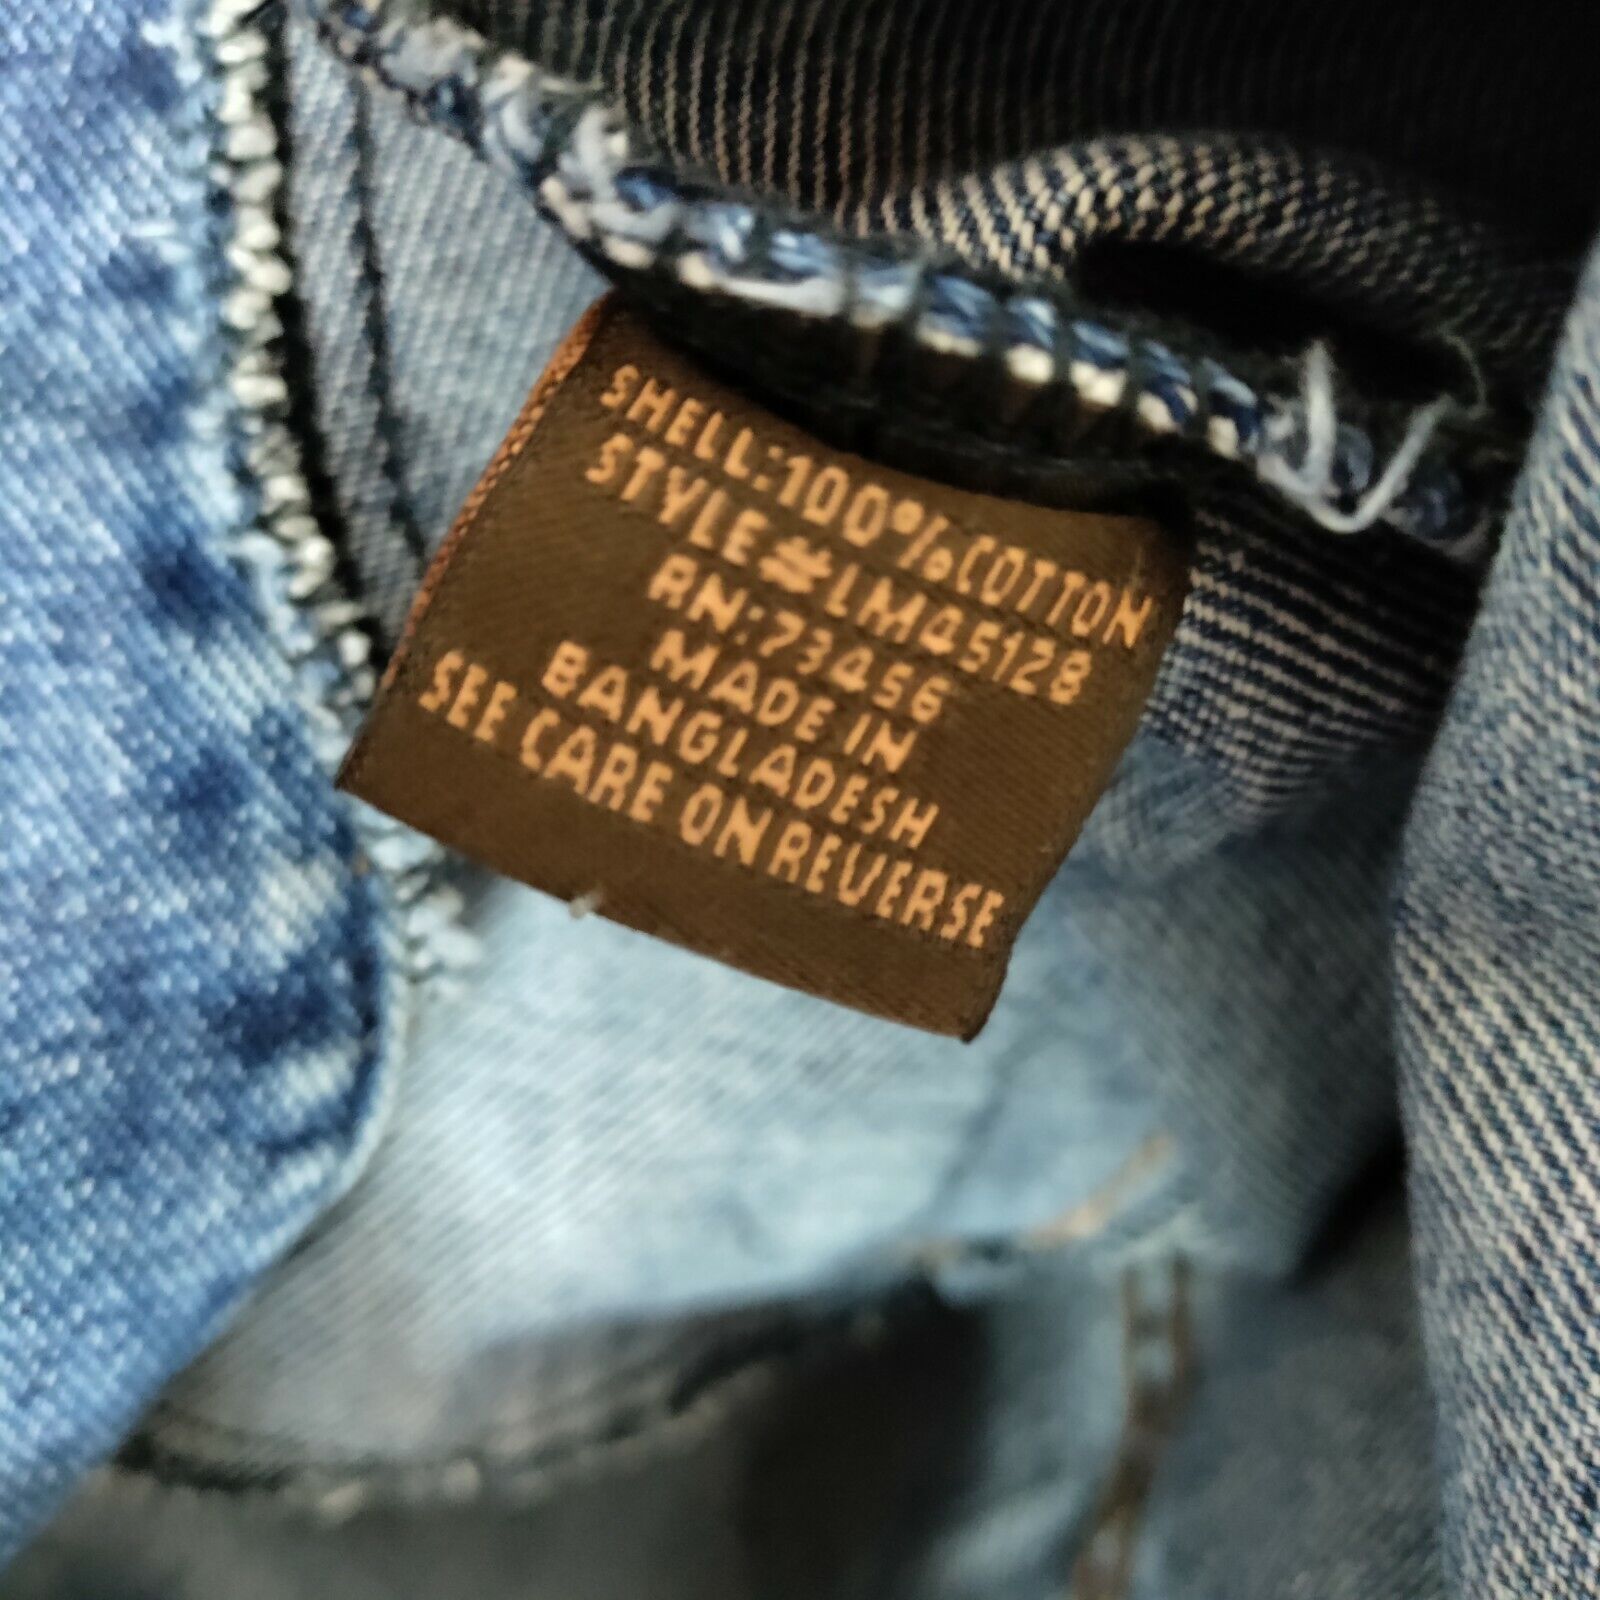 SHELL:100%COTTON
STYLE#LM45128
RN:73456
MADE IN
BANGLADESH
SEE CARE ON REVERSE